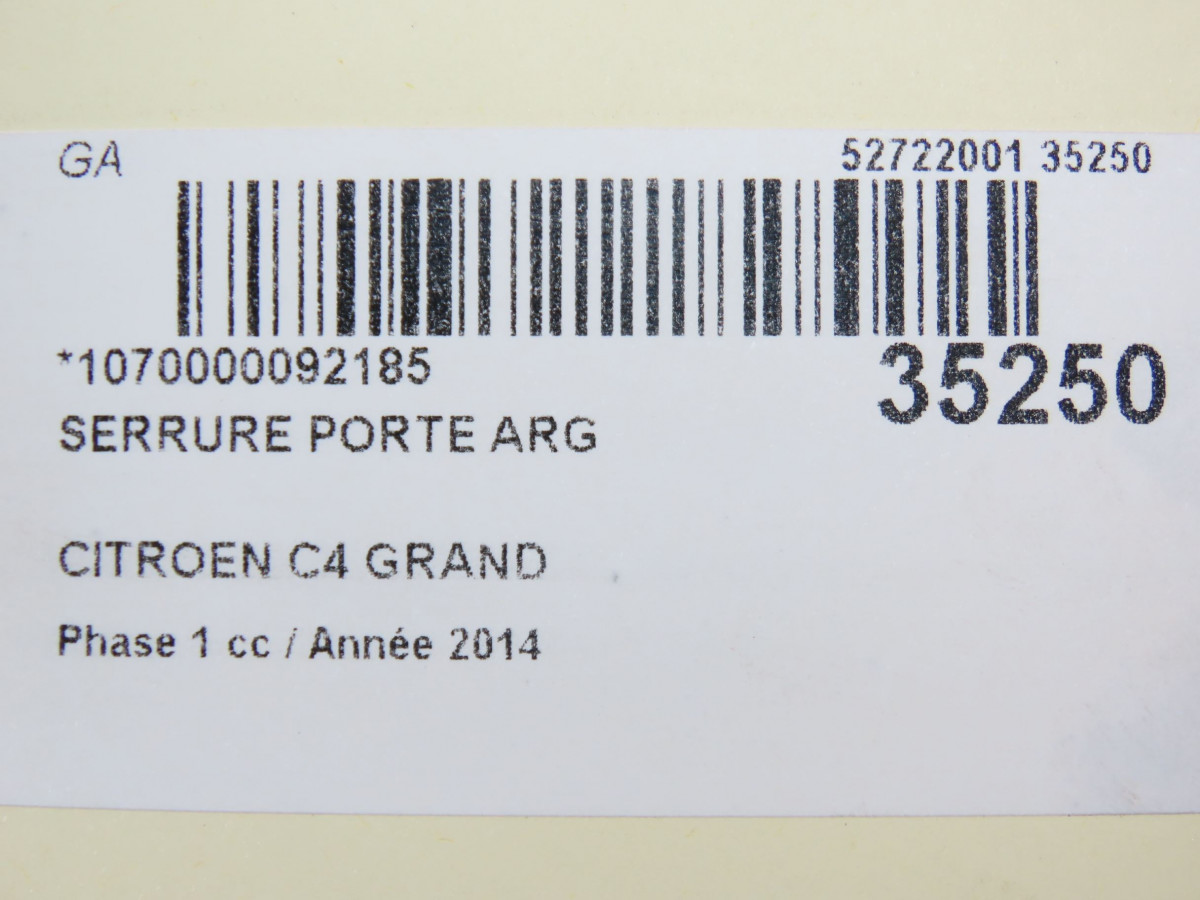 GA 52722001 35250
*1070000092185 35250
SERRURE PORTE ARG
CITROEN C4 GRAND
Phase 1 cc / Année 2014